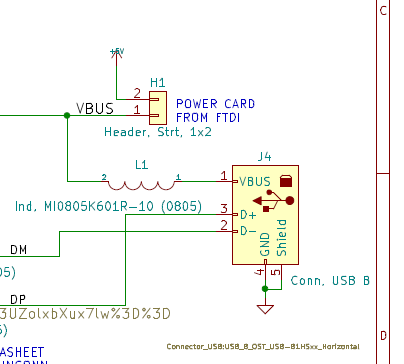 C
+5V
H1
2
VBUS 1
POWER CARD
FROM FTDI
Header, Strt, 1x2
J4
L1
2 1
1 VBUS
Ind, MI0805K601R-10 (0805)
3 D+
2 D-
GND
Shield
DM
4 5
05)
Conn, USB B
DP
3UZolxbXux7lw%3D%3D
5)
D
Connector_USB:USB_B_OST_USB-B1HSxx_Horizontal
ASHEET